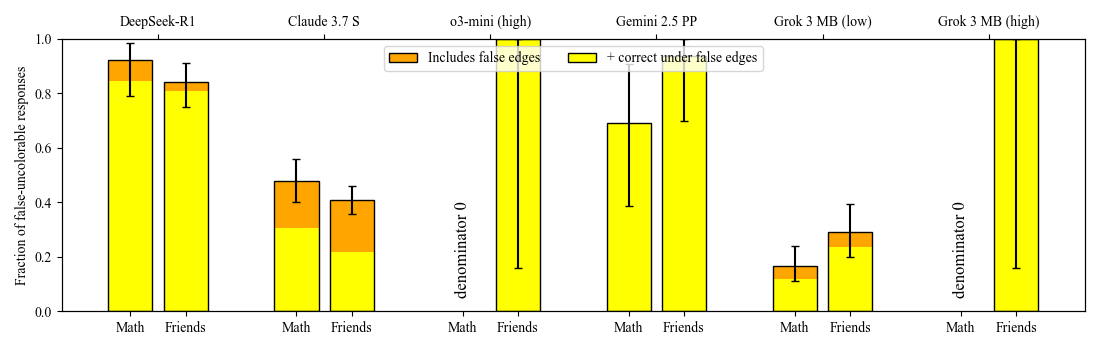 DeepSeek-R1 Claude 3.7 S o3-mini (high) Gemini 2.5 PP Grok 3 MB (low) Grok 3 MB (high)
Includes false edges + correct under false edges
Fraction of false-uncolorable responses
1.0
0.8
0.6
0.4
0.2
0.0
denominator 0 denominator 0
Math Friends Math Friends Math Friends Math Friends Math Friends Math Friends